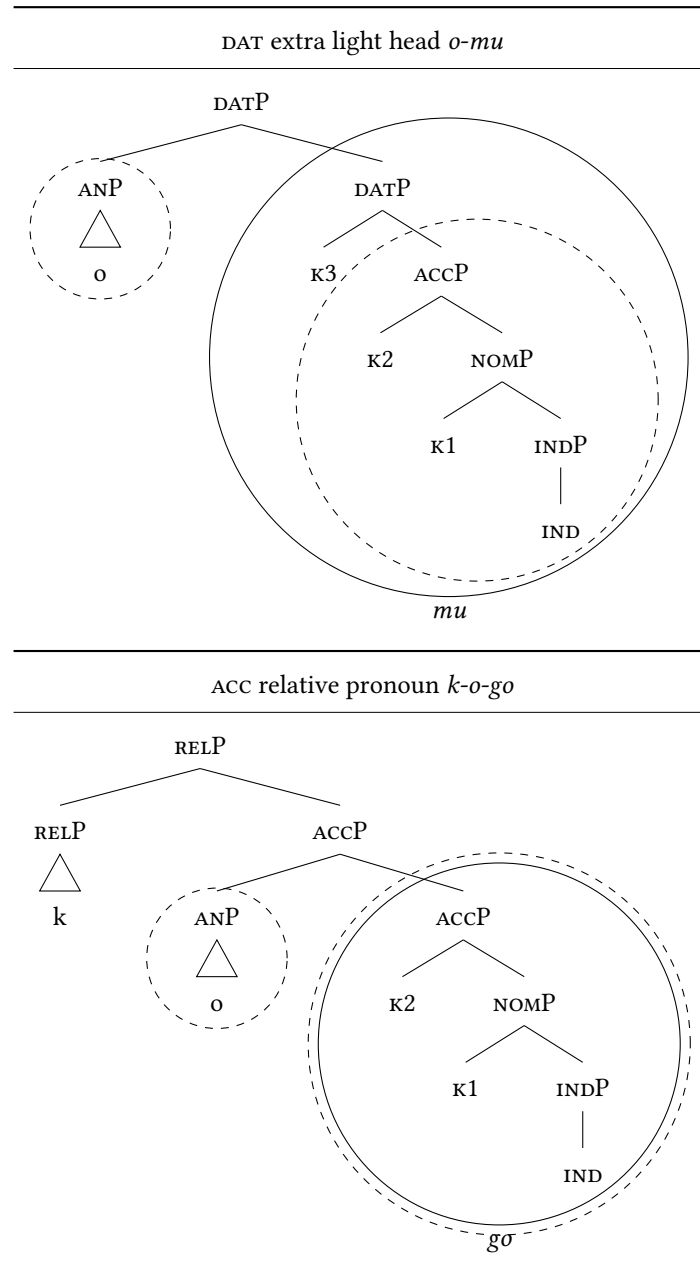 DAT extra light head o-mu
DATP
ANP DATP
o K3 ACCP
K2 NOMP
K1 INDP
IND
mu
ACC relative pronoun k-o-go
RELP
RELP ACCP
k ANP ACCP
o K2 NOMP
K1 INDP
IND
go